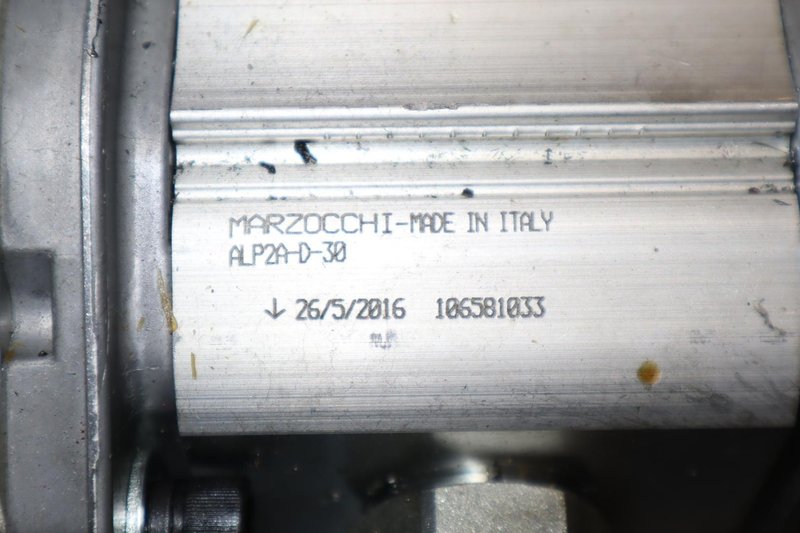 MARZOCCHI-MADE IN ITALY
ALP2A-D-30
↓ 26/5/2016 106581033